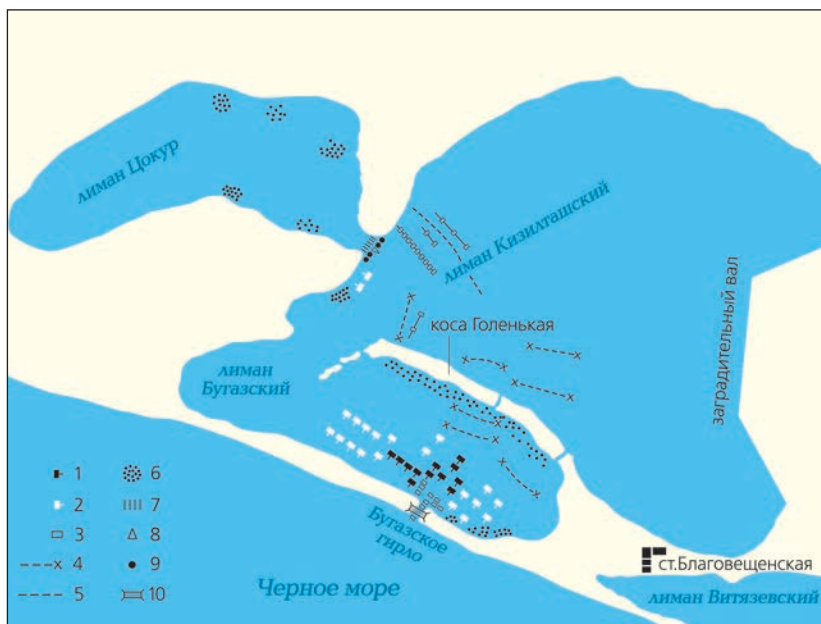 лиман Цокур
лиман Кизилташский
заградительный вал
коса Голенькая
лиман
Бугазский
1 6
2 7
3 8
4 9
5 10
Бугазское
гирло
ст.Благовещенская
Черное море
лиман Витязевский